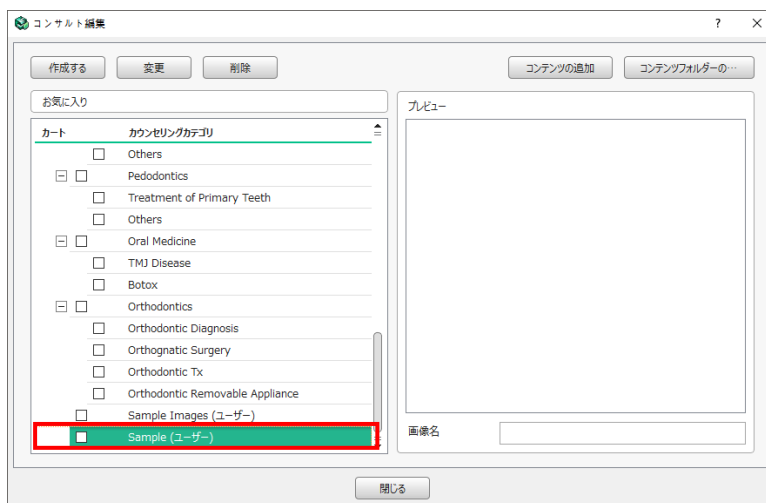 コンサルト編集
? ×
作成する 変更 削除 コンテンツの追加 コンテンツフォルダーの…
お気に入り
プレビュー
カート カウンセリングカテゴリ
Others
Pedodontics
Treatment of Primary Teeth
Others
Oral Medicine
TMJ Disease
Botox
Orthodontics
Orthodontic Diagnosis
Orthognatic Surgery
Orthodontic Tx
Orthodontic Removable Appliance
Sample Images (ユーザー)
Sample (ユーザー)
画像名
閉じる